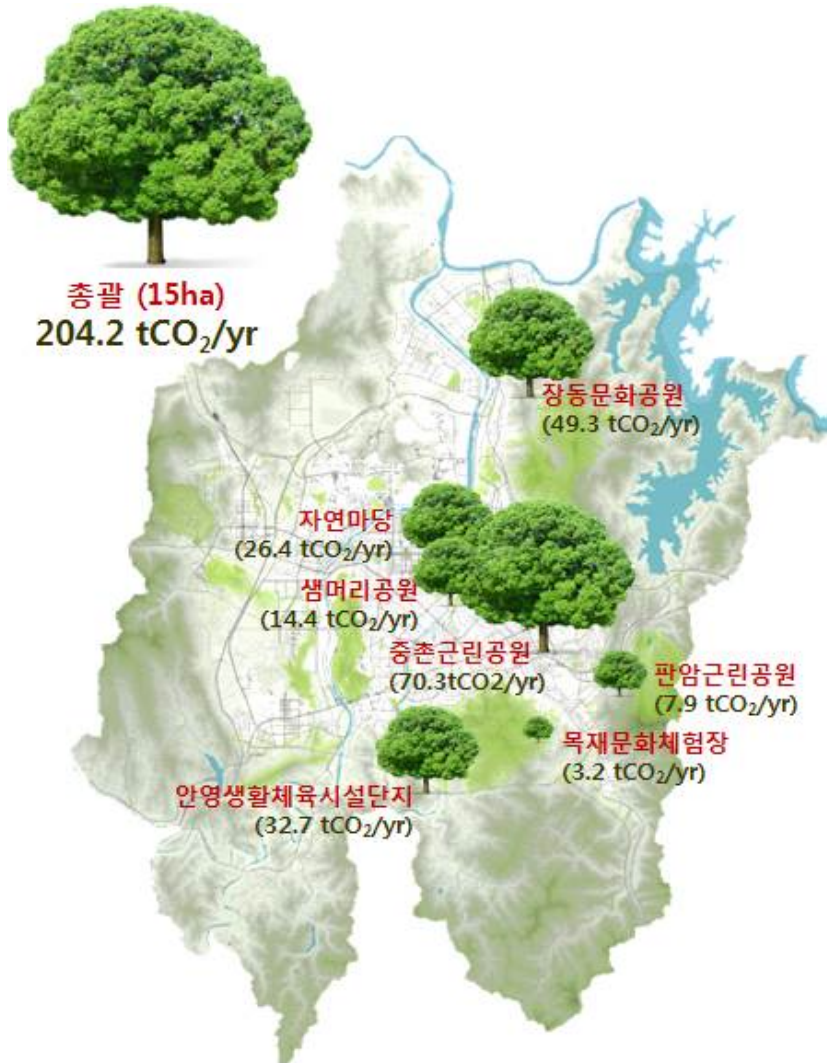 총괄 (15ha)
204.2 tCO₂/yr
장동문화공원
(49.3 tCO₂/yr)
자연마당
(26.4 tCO₂/yr)
샘머리공원
(14.4 tCO₂/yr)
중촌근린공원
(70.3tCO2/yr)
판암근린공원
(7.9 tCO₂/yr)
목재문화체험장
(3.2 tCO₂/yr)
안영생활체육시설단지
(32.7 tCO₂/yr)